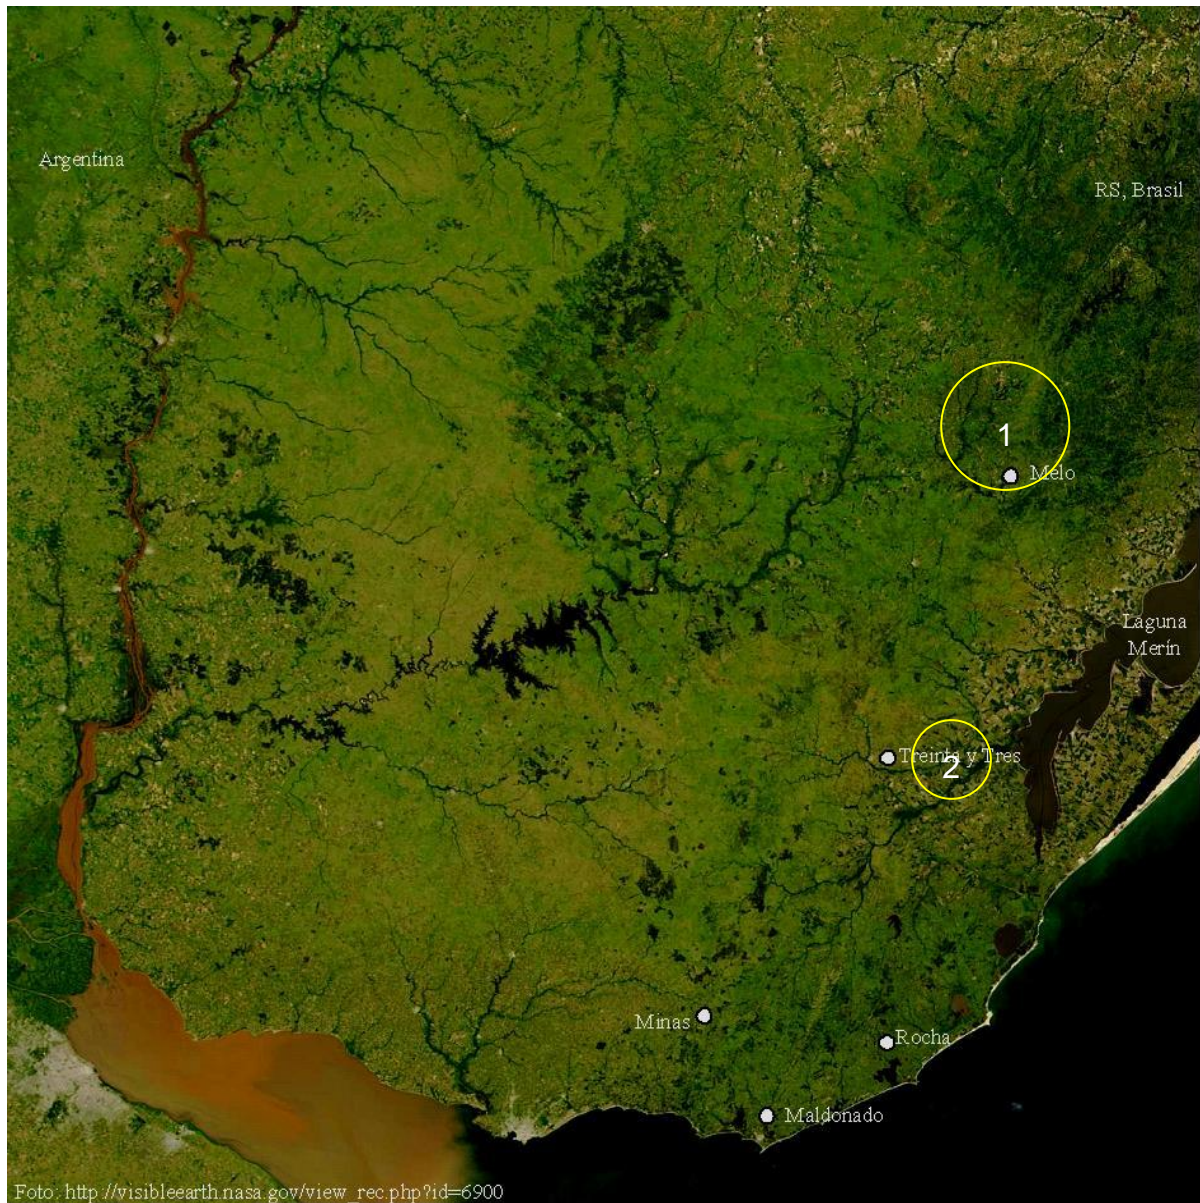 Argentina
RS, Brasil
1
Melo
Laguna
Merín
Treinta y Tres
2
Minas
Rocha
Maldonado
Foto: http://visibleearth.nasa.gov/view_rec.php?id=6900